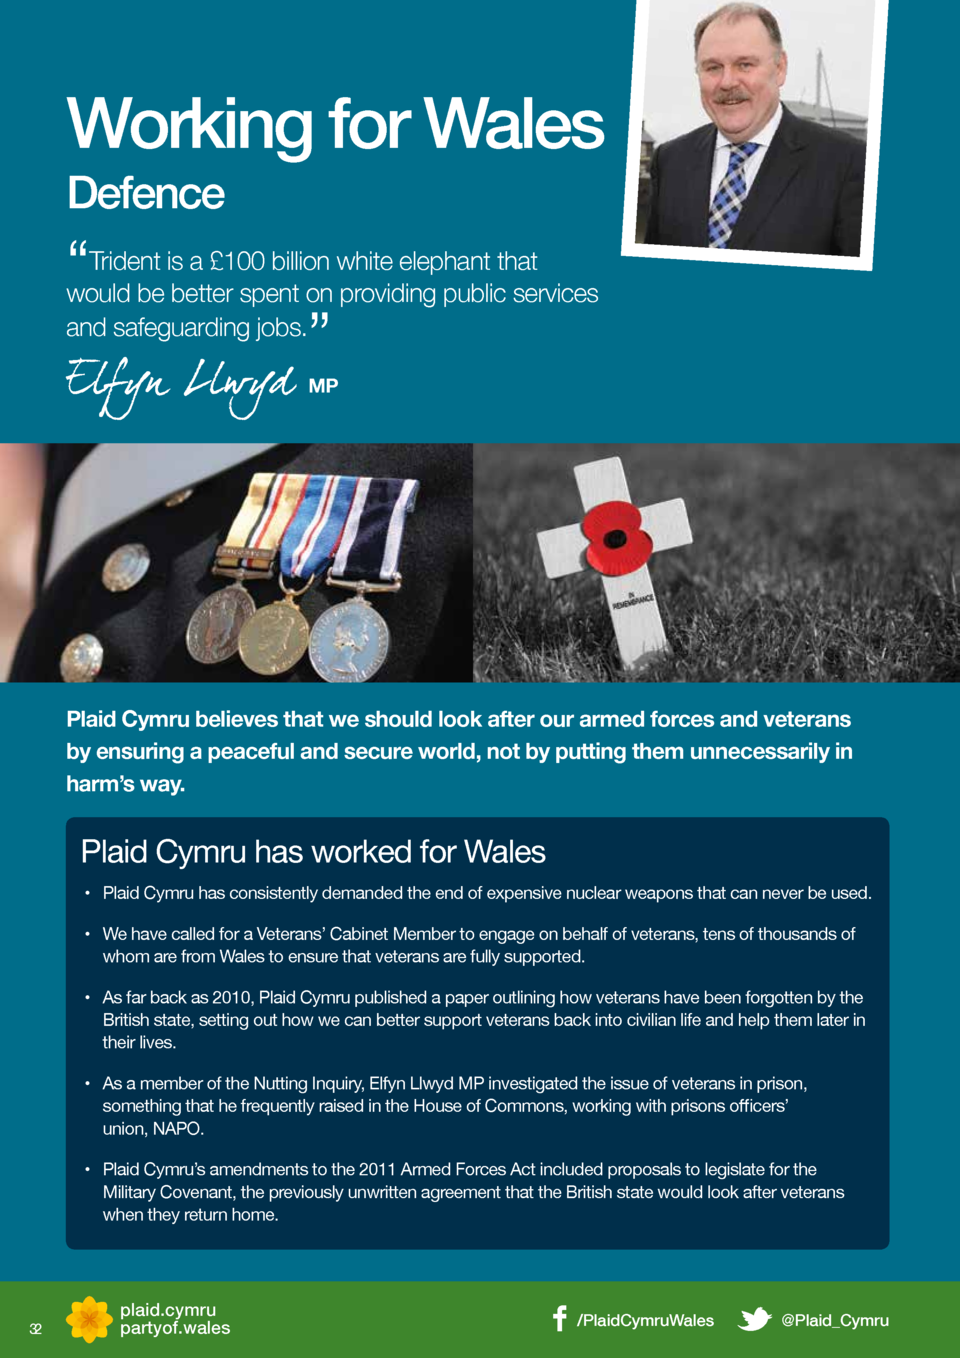 Working for Wales
Defence
“Trident is a £100 billion white elephant that
would be better spent on providing public services
and safeguarding jobs.”
Elfyn Llwyd MP
IN
REMEMBRANCE
Plaid Cymru believes that we should look after our armed forces and veterans
by ensuring a peaceful and secure world, not by putting them unnecessarily in
harm’s way.
Plaid Cymru has worked for Wales
• Plaid Cymru has consistently demanded the end of expensive nuclear weapons that can never be used.
• We have called for a Veterans’ Cabinet Member to engage on behalf of veterans, tens of thousands of
whom are from Wales to ensure that veterans are fully supported.
• As far back as 2010, Plaid Cymru published a paper outlining how veterans have been forgotten by the
British state, setting out how we can better support veterans back into civilian life and help them later in
their lives.
• As a member of the Nutting Inquiry, Elfyn Llwyd MP investigated the issue of veterans in prison,
something that he frequently raised in the House of Commons, working with prisons officers’
union, NAPO.
• Plaid Cymru’s amendments to the 2011 Armed Forces Act included proposals to legislate for the
Military Covenant, the previously unwritten agreement that the British state would look after veterans
when they return home.
32
plaid.cymru
partyof.wales
/PlaidCymruWales
@Plaid_Cymru